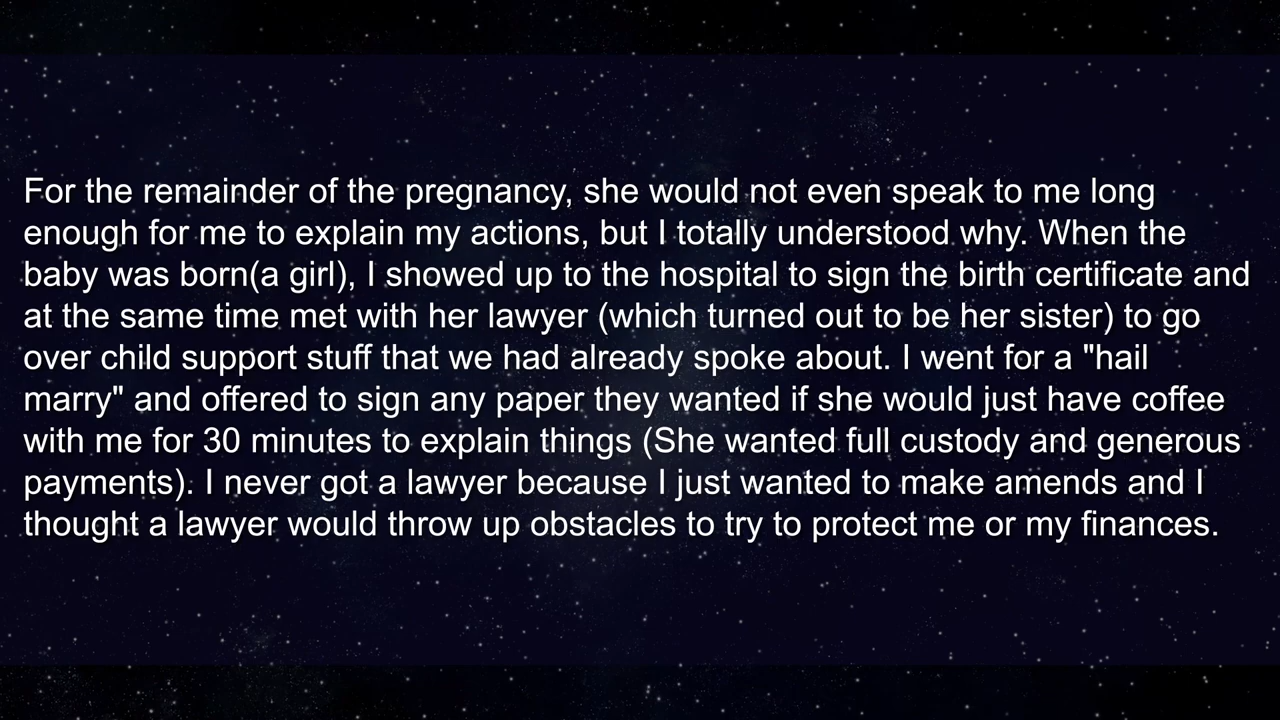 For the remainder of the pregnancy, she would not even speak to me long
enough for me to explain my actions, but I totally understood why. When the
baby was born(a girl), I showed up to the hospital to sign the birth certificate and
at the same time met with her lawyer (which turned out to be her sister) to go
over child support stuff that we had already spoke about. I went for a "hail
marry" and offered to sign any paper they wanted if she would just have coffee
with me for 30 minutes to explain things (She wanted full custody and generous
payments). I never got a lawyer because I just wanted to make amends and I
thought a lawyer would throw up obstacles to try to protect me or my finances.